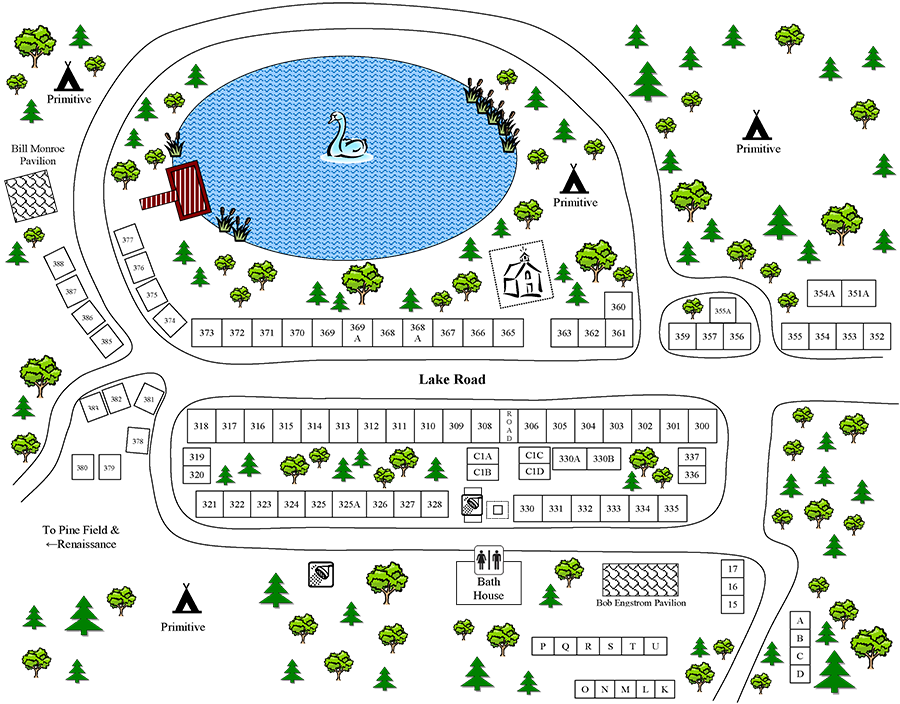 Primitive
Bill Monroe
Pavilion
Primitive
Primitive
388
387
386
385
377
376
375
374
373 372 371 370 369 369 A 368 368 A 367 366 365
360
363 362 361
355A
359 357 356
354A 351A
355 354 353 352
Lake Road
383 382 381
378
380 379
318 317 316 315 314 313 312 311 310 309 308 ROAD 306 305 304 303 302 301 300
319
320
C1A
C1B
C1C
C1D
330A 330B
337
336
321 322 323 324 325 325A 326 327 328
330 331 332 333 334 335
To Pine Field &
←Renaissance
Bath
House
Bob Engstrom Pavilion
17
16
15
Primitive
A
B
C
D
P Q R S T U
O N M L K